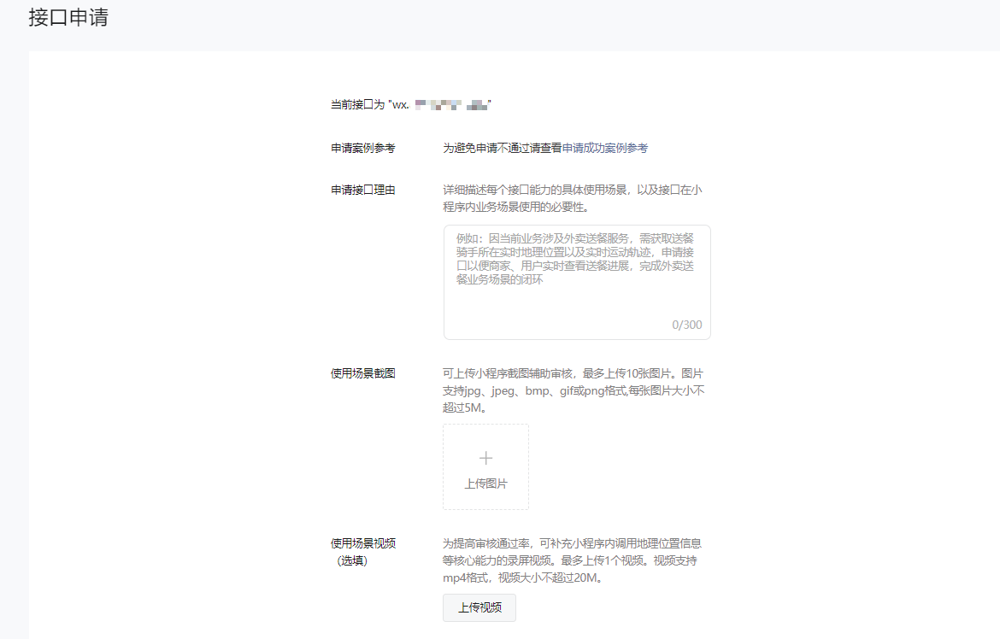 接口申请
当前接口为 "wx. "
申请案例参考
为避免申请不通过请查看申请成功案例参考
申请接口理由
详细描述每个接口能力的具体使用场景，以及接口在小
程序内业务场景使用的必要性。
例如：因当前业务涉及外卖送餐服务，需获取送餐
骑手所在实时地理位置以及实时运动轨迹，申请接
口以便商家、用户实时查看送餐进展，完成外卖送
餐业务场景的闭环
0/300
使用场景截图
可上传小程序截图辅助审核，最多上传10张图片。图片
支持jpg、jpeg、bmp、gif或png格式,每张图片大小不
超过5M。
上传图片
使用场景视频
（选填）
为提高审核通过率，可补充小程序内调用地理位置信息
等核心能力的录屏视频。最多上传1个视频。视频支持
mp4格式，视频大小不超过20M。
上传视频